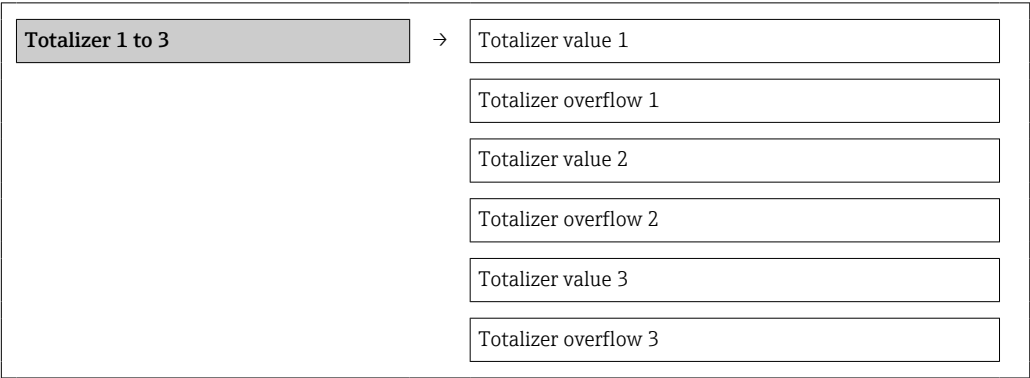 Totalizer 1 to 3 → Totalizer value 1
Totalizer overflow 1
Totalizer value 2
Totalizer overflow 2
Totalizer value 3
Totalizer overflow 3